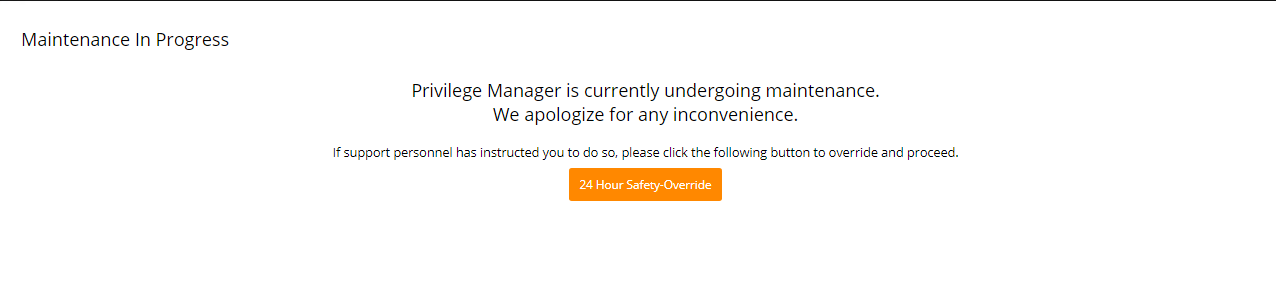 Maintenance In Progress
Privilege Manager is currently undergoing maintenance.
We apologize for any inconvenience.
If support personnel has instructed you to do so, please click the following button to override and proceed.
24 Hour Safety-Override